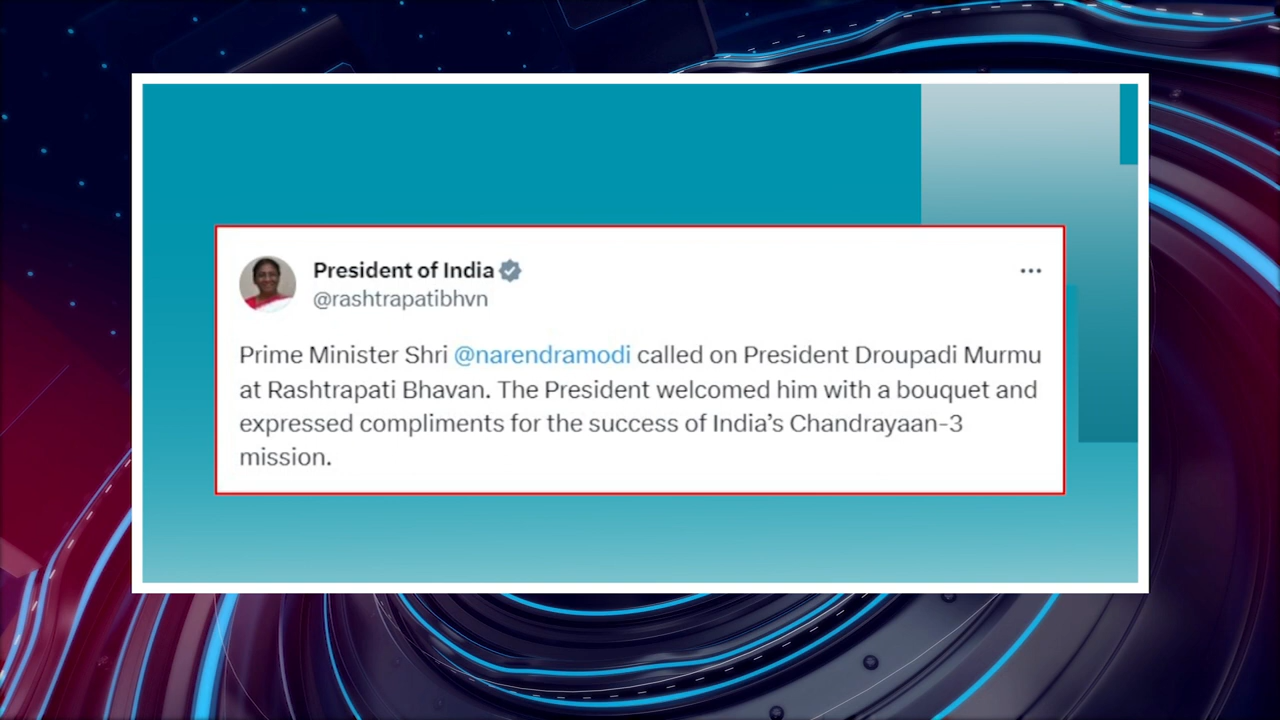 President of India
@rashtrapatibhvn
Prime Minister Shri @narendramodi called on President Droupadi Murmu
at Rashtrapati Bhavan. The President welcomed him with a bouquet and
expressed compliments for the success of India’s Chandrayaan-3
mission.